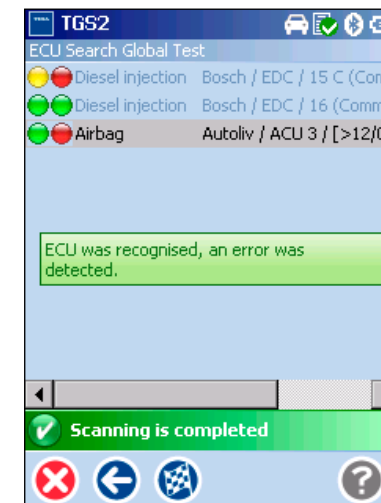 TGS2
ECU Search Global Test
Diesel injection Bosch / EDC / 15 C (Con
Diesel injection Bosch / EDC / 16 (Comm
Airbag Autoliv / ACU 3 / [>12/0
ECU was recognised, an error was
detected.
Scanning is completed
?